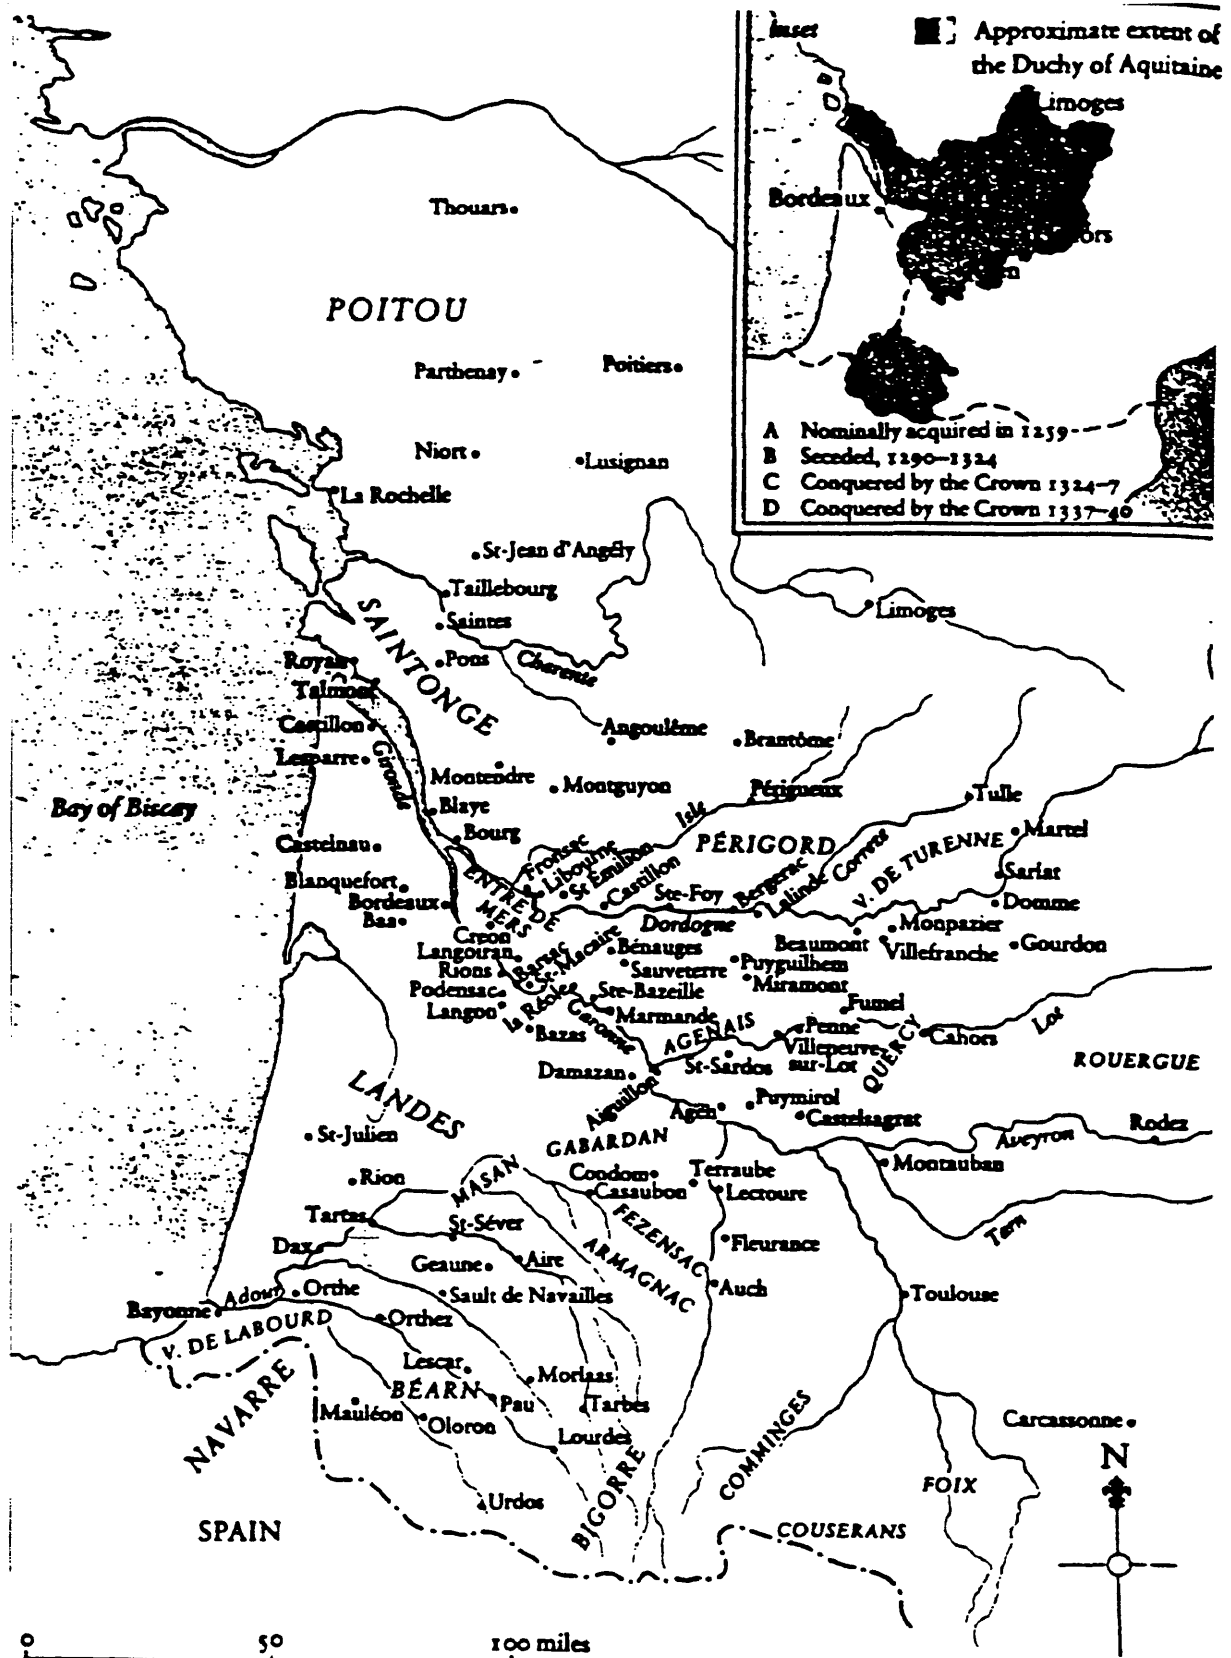 Inset
Approximate extent of
the Duchy of Aquitaine
Limoges
Bordeaux
A Nominally acquired in 1259
B Seceded, 1290–1324
C Conquered by the Crown 1324–7
D Conquered by the Crown 1337–40
Thouars
POITOU
Parthenay
Poitiers
Niort
Lusignan
La Rochelle
St-Jean d'Angély
Taillebourg
Limoges
Saintes
SAINTONGE
Royan
Pons
Charente
Talmont
Castillon
Angoulême
Brantôme
Lesparre
Gironde
Montendre
Montguyon
Périgueux
Tulle
Bay of Biscay
Blaye
Isle
Bourg
PÉRIGORD
Martel
Castelnau
Fronsac
Libourne
St Emilion
Castillon
Corrèze
V. DE TURENNE
Sarlat
Blanquefort
ENTRE DE MERS
Ste-Foy
Bergerac
Lalinde
Bordeaux
Domme
Baa
Dordogne
Monpazier
Creon
Beaumont
Villefranche
Gourdon
Langoiran
Barsac
St-Macaire
Bénauges
Rions
Sauveterre
Puyguilhem
Podensac
Ste-Bazeille
Miramont
Langon
La Réole
Garonne
Marmande
Fumel
Lot
Bazas
AGENAIS
Penne
Cahors
Villeneuve
sur-Lot
QUERCY
ROUERGUE
Damazan
St-Sardos
Aiguillon
LANDES
Agen
Puymirol
Castelsagrat
St-Julien
GABARDAN
Aveyron
Rodez
Rion
MASAN
Condom
Terraube
Montauban
Casaubon
Lectoure
Tartas
St-Séver
FEZENSAC
Tarn
Dax
Aire
ARMAGNAC
Fleurance
Geaune
Adour
Orthe
Sault de Navailles
Auch
Toulouse
Bayonne
Orthez
V. DE LABOURD
Lescar
Morlaas
NAVARRE
BÉARN
Pau
Tarbes
Mauléon
Oloron
Lourdes
COMMINGES
Carcassonne
N
BIGORRE
FOIX
Urdos
SPAIN
COUSERANS
0 50 100 miles